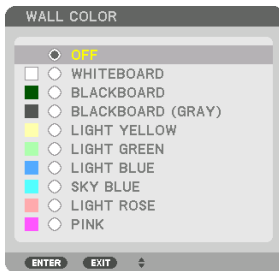 WALL COLOR
OFF
WHITEBOARD
BLACKBOARD
BLACKBOARD (GRAY)
LIGHT YELLOW
LIGHT GREEN
LIGHT BLUE
SKY BLUE
LIGHT ROSE
PINK
ENTER EXIT